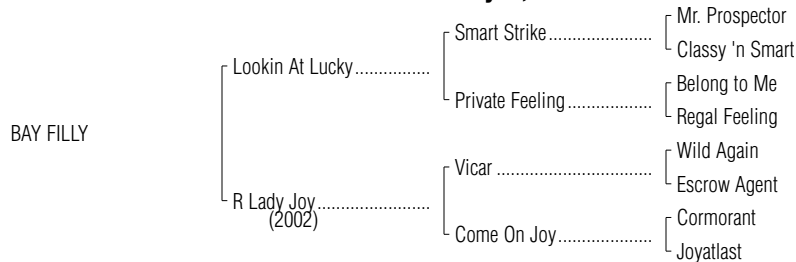 Mr. Prospector
Smart Strike......................
Classy 'n Smart
Lookin At Lucky................
Belong to Me
Private Feeling..................
Regal Feeling
BAY FILLY
Wild Again
Vicar .................................
Escrow Agent
R Lady Joy........................
(2002)
Cormorant
Come On Joy....................
Joyatlast